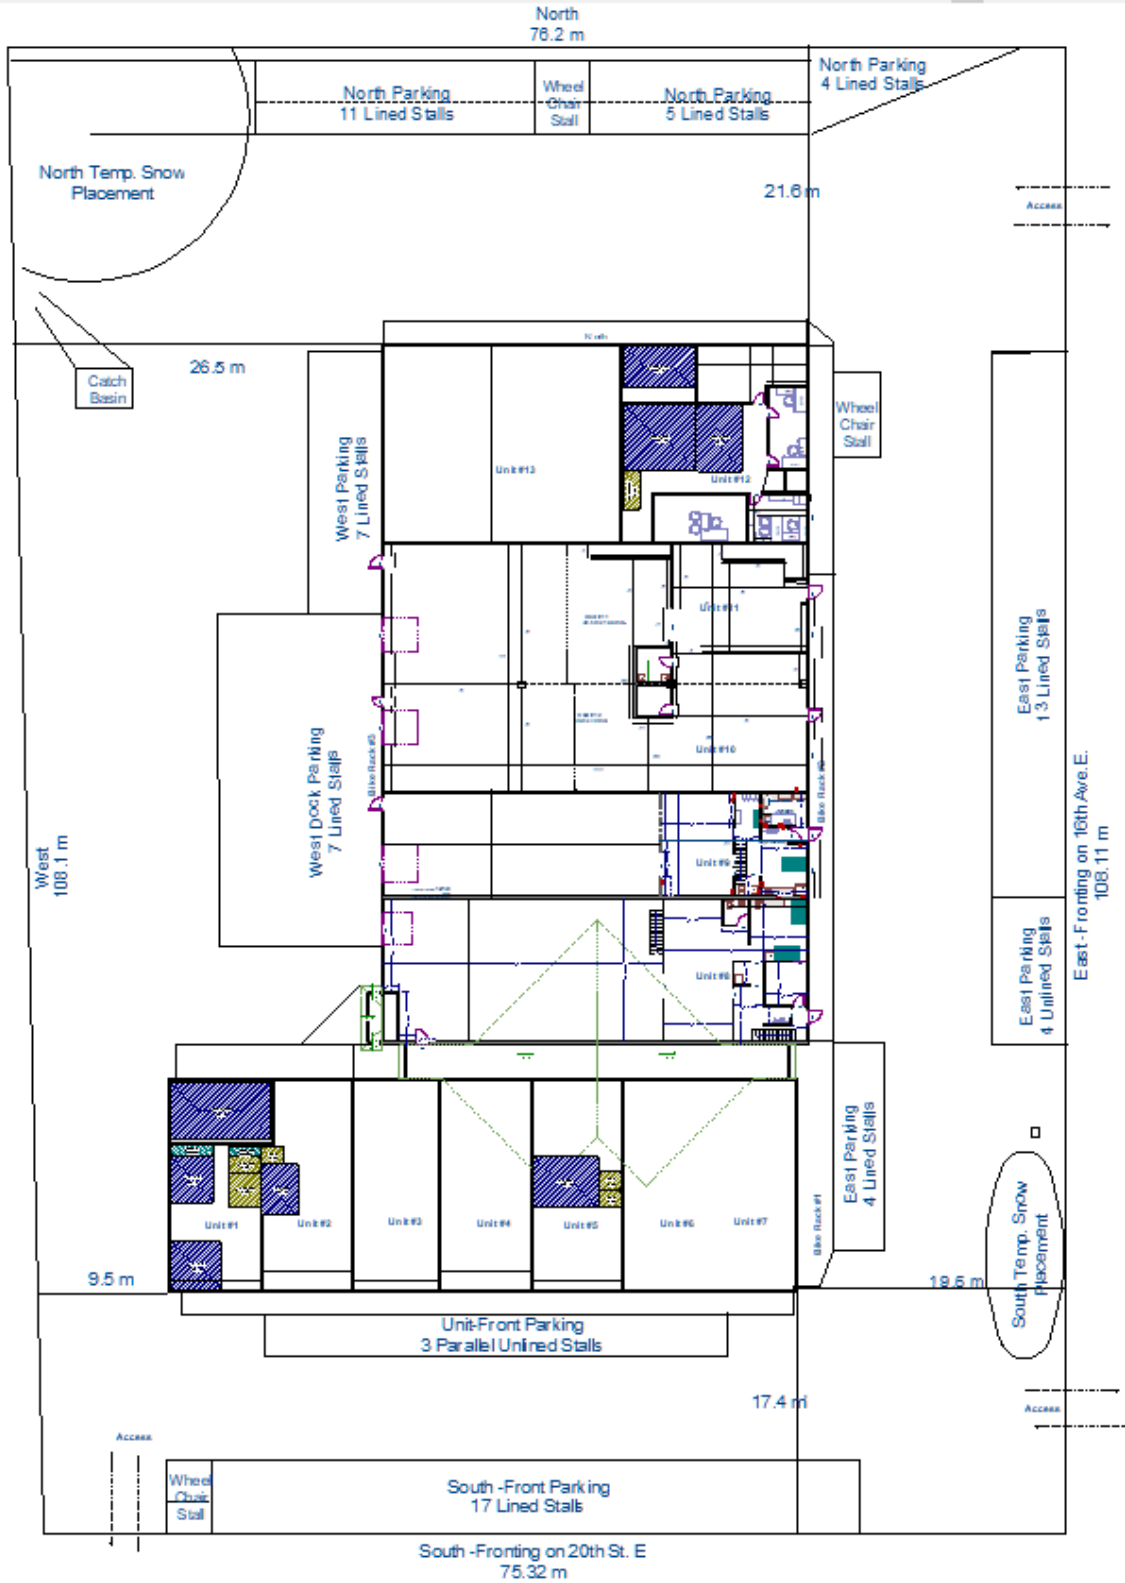 North
76.2 m
North Parking
4 Lined Stalls
North Parking
11 Lined Stalls
Wheel
Chair
Stall
North Parking
5 Lined Stalls
North Temp. Snow
Placement
21.6 m
Access
North
26.5 m
Catch
Basin
Wheel
Chair
Stall
West Parking
7 Lined Stalls
Unit #13
Unit #12
Unit #11
East Parking
13 Lined Stalls
Unit #10
Bike Rack #3
West Dock Parking
7 Lined Stalls
East - Fronting on 16th Ave. E.
108.11 m
West
108.1 m
Unit #9
Unit #8
East Parking
4 Unlined Stalls
East Parking
4 Lined Stalls
Bike Rack #1
South Temp. Snow
Placement
Unit #1
Unit #2
Unit #3
Unit #4
Unit #5
Unit #6
Unit #7
9.5 m
19.6 m
Unit-Front Parking
3 Parallel Unlined Stalls
17.4 m
Access
Access
Wheel
Chair
Stall
South -Front Parking
17 Lined Stalls
South -Fronting on 20th St. E
75.32 m